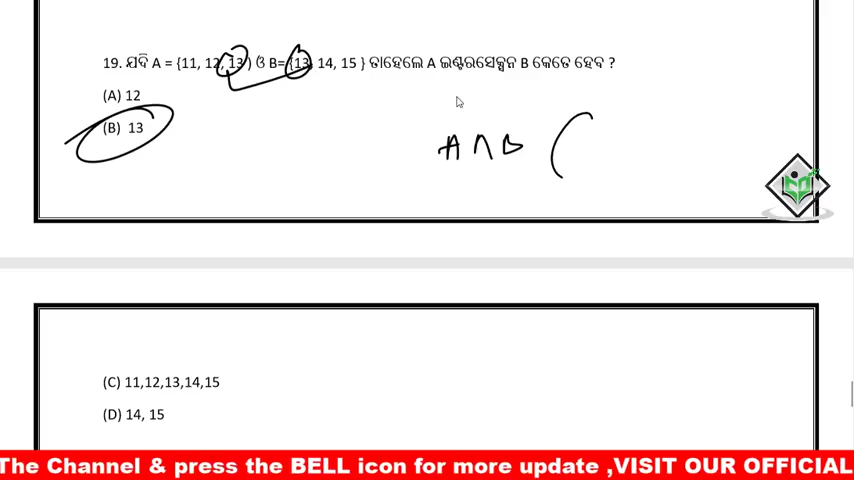 19. ଯଦି A = {11, 12, 13) ଓ B= {13, 14, 15 } ତାହେଲେ A ଇଣ୍ଟରସେକ୍ସନ B କେତେ ହେବ ?
(A) 12
(B) 13
A ∩ B (
(C) 11,12,13,14,15
(D) 14, 15
The Channel & press the BELL icon for more update ,VISIT OUR OFFICIAL